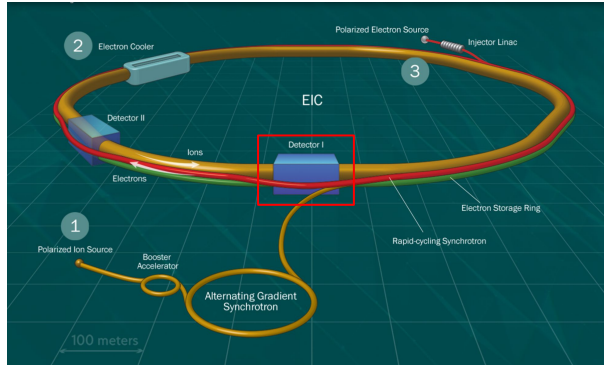 Polarized Electron Source
Injector Linac
2
Electron Cooler
3
EIC
Detector II
Detector I
Ions
Electrons
Electron Storage Ring
Rapid-cycling Synchrotron
1
Polarized Ion Source
Booster
Accelerator
Alternating Gradient
Synchrotron
100 meters